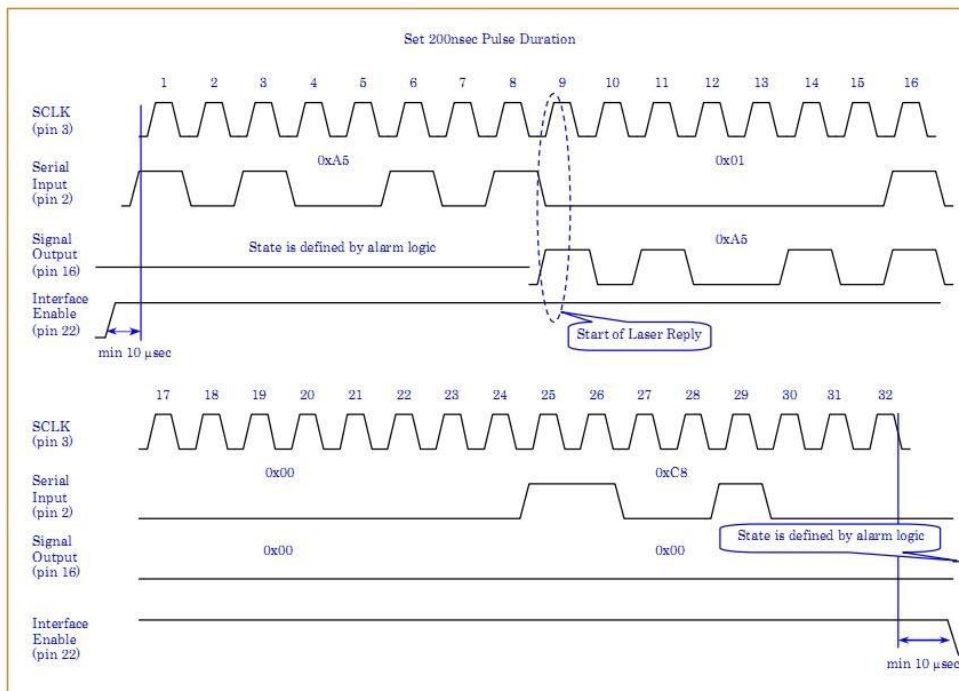 Set 200nsec Pulse Duration
1 2 3 4 5 6 7 8 9 10 11 12 13 14 15 16
SCLK
(pin 3)
0xA5 0x01
Serial
Input
(pin 2)
Signal
Output
(pin 16)
State is defined by alarm logic
0xA5
Interface
Enable
(pin 22)
Start of Laser Reply
min 10 μsec
17 18 19 20 21 22 23 24 25 26 27 28 29 30 31 32
SCLK
(pin 3)
0x00 0xC8
Serial
Input
(pin 2)
State is defined by alarm logic
Signal
Output
(pin 16)
0x00 0x00
Interface
Enable
(pin 22)
min 10 μsec